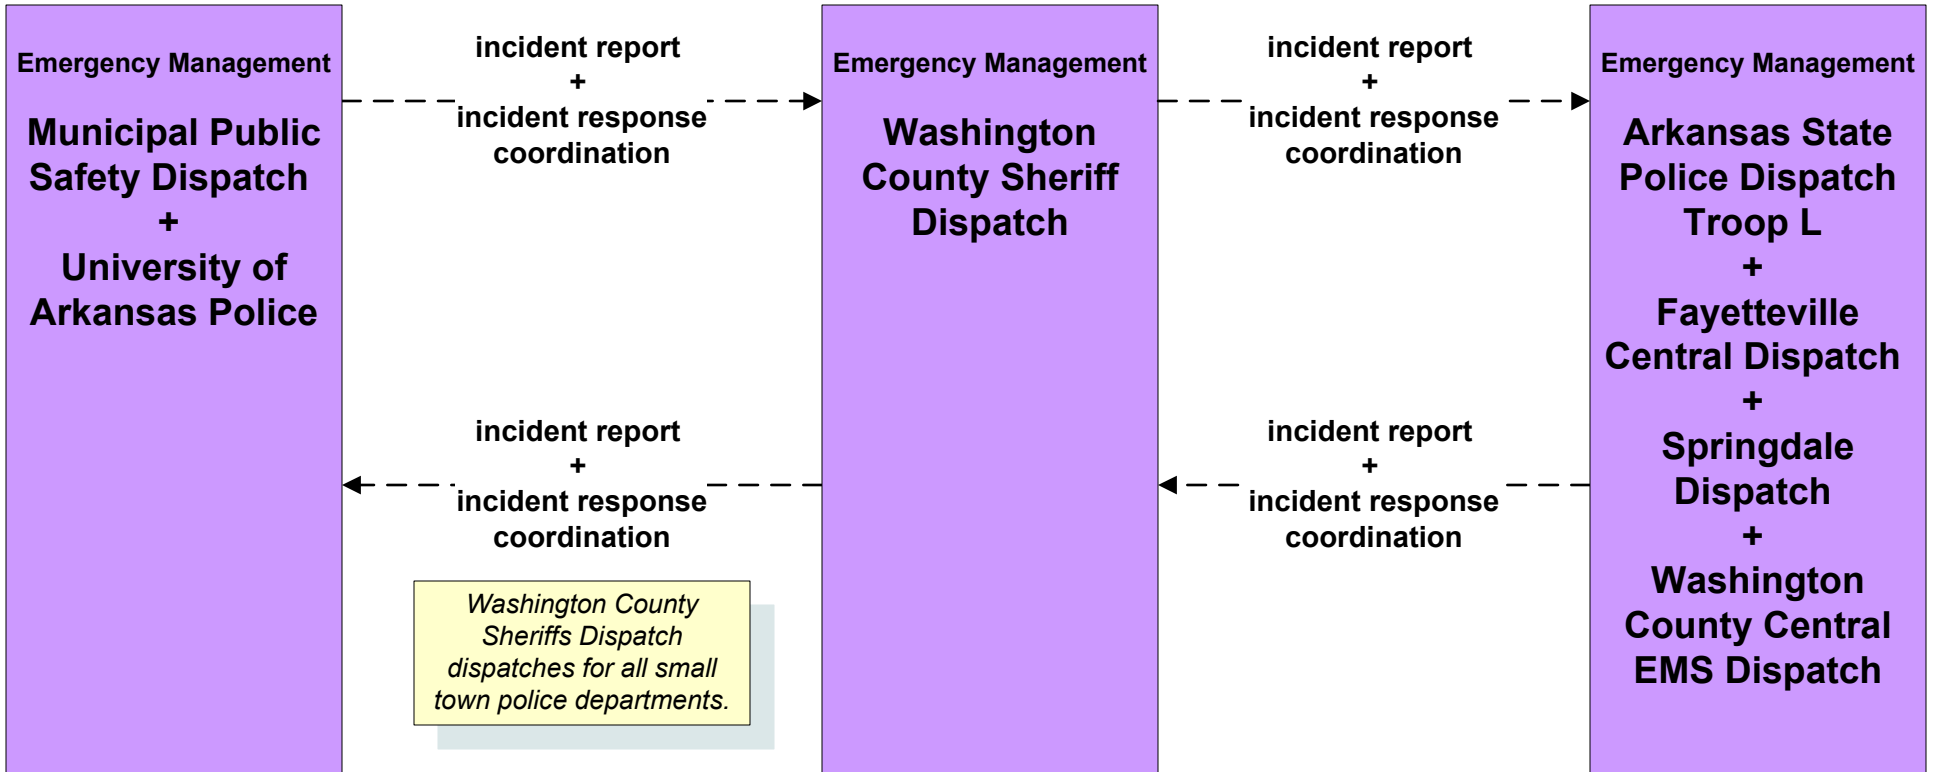 Emergency Management
Municipal Public
Safety Dispatch
+
University of
Arkansas Police
incident report
+
incident response
coordination
incident report
+
incident response
coordination
Washington County
Sheriffs Dispatch
dispatches for all small
town police departments.
Emergency Management
Washington
County Sheriff
Dispatch
incident report
+
incident response
coordination
incident report
+
incident response
coordination
Emergency Management
Arkansas State
Police Dispatch
Troop L
+
Fayetteville
Central Dispatch
+
Springdale
Dispatch
+
Washington
County Central
EMS Dispatch